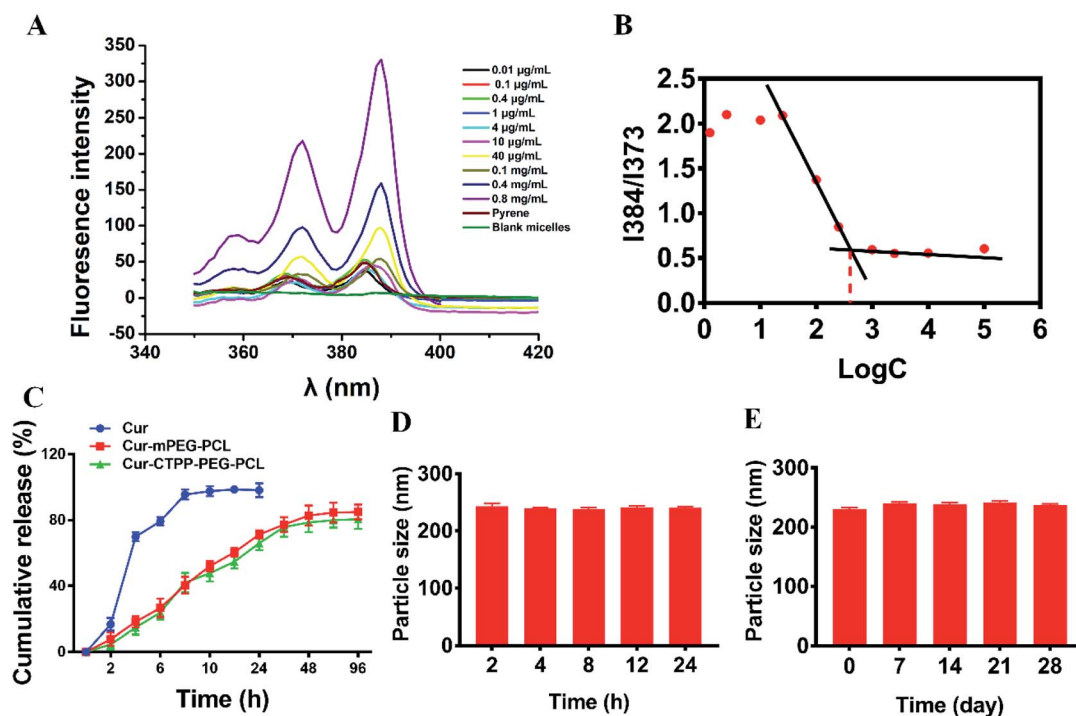 A
Fluoresence intensity
350
300
250
200
150
100
50
0
-50
340
360
380
400
420
λ (nm)
0.01 µg/mL
0.1 µg/mL
0.4 µg/mL
1 µg/mL
4 µg/mL
10 µg/mL
40 µg/mL
0.1 mg/mL
0.4 mg/mL
0.8 mg/mL
Pyrene
Blank micelles
B
I384/I373
2.5
2.0
1.5
1.0
0.5
0.0
0 1 2 3 4 5 6
LogC
C
Cur
Cur-mPEG-PCL
Cur-CTPP-PEG-PCL
Cumulative release (%)
120
80
40
0
2 6 10 24 48 96
Time (h)
D
Particle size (nm)
300
200
100
0
2 4 8 12 24
Time (h)
E
Particle size (nm)
300
200
100
0
0 7 14 21 28
Time (day)